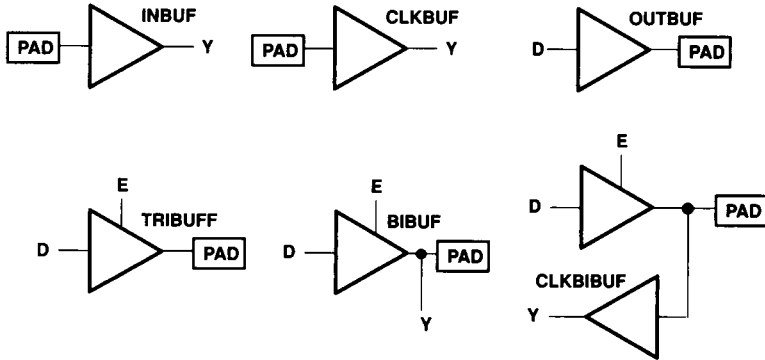 INBUF
PAD
Y
CLKBUF
PAD
Y
OUTBUF
D
PAD
E
TRIBUFF
D
PAD
E
BIBUF
D
PAD
Y
E
D
PAD
CLKBIBUF
Y